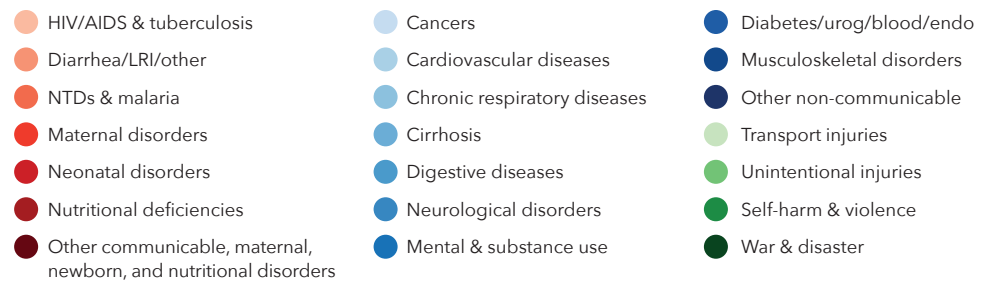 HIV/AIDS & tuberculosis
Diarrhea/LRI/other
NTDs & malaria
Maternal disorders
Neonatal disorders
Nutritional deficiencies
Other communicable, maternal,
newborn, and nutritional disorders
Cancers
Cardiovascular diseases
Chronic respiratory diseases
Cirrhosis
Digestive diseases
Neurological disorders
Mental & substance use
Diabetes/urog/blood/endo
Musculoskeletal disorders
Other non-communicable
Transport injuries
Unintentional injuries
Self-harm & violence
War & disaster